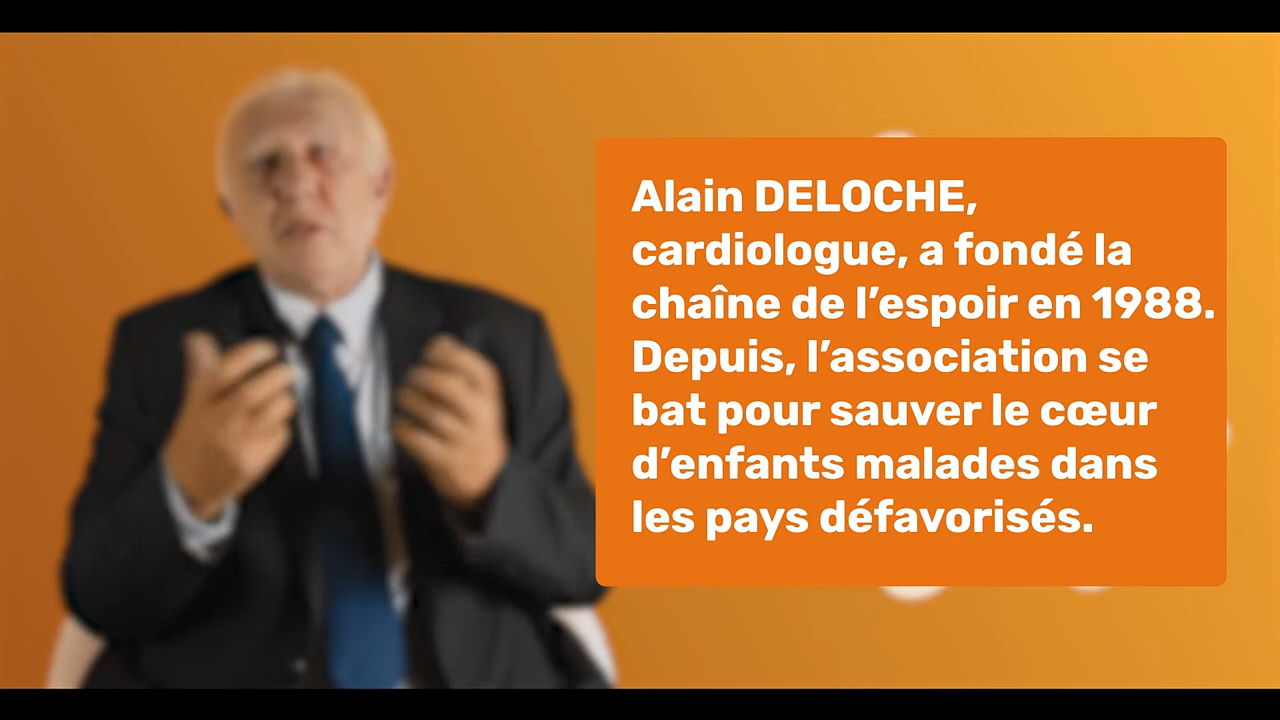 Alain DELOCHE,
cardiologue, a fondé la
chaîne de l’espoir en 1988.
Depuis, l’association se
bat pour sauver le cœur
d’enfants malades dans
les pays défavorisés.